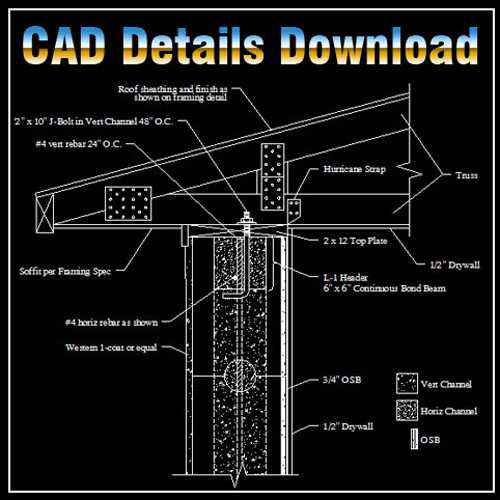 CAD Details Download
Roof sheathing and finish as
shown on framing detail
2" x 10" J-Bolt in Vert Channel 48" O.C.
#4 vert rebar 24" O.C.
Hurricane Strap
Truss
2 x 12 Top Plate
1/2" Drywall
Soffit per Framing Spec
L-1 Header
6" x 6" Continuous Bond Beam
#4 horiz rebar as shown
Western 1-coat or equal
3/4" OSB
Vert Channel
Horiz Channel
1/2" Drywall
OSB